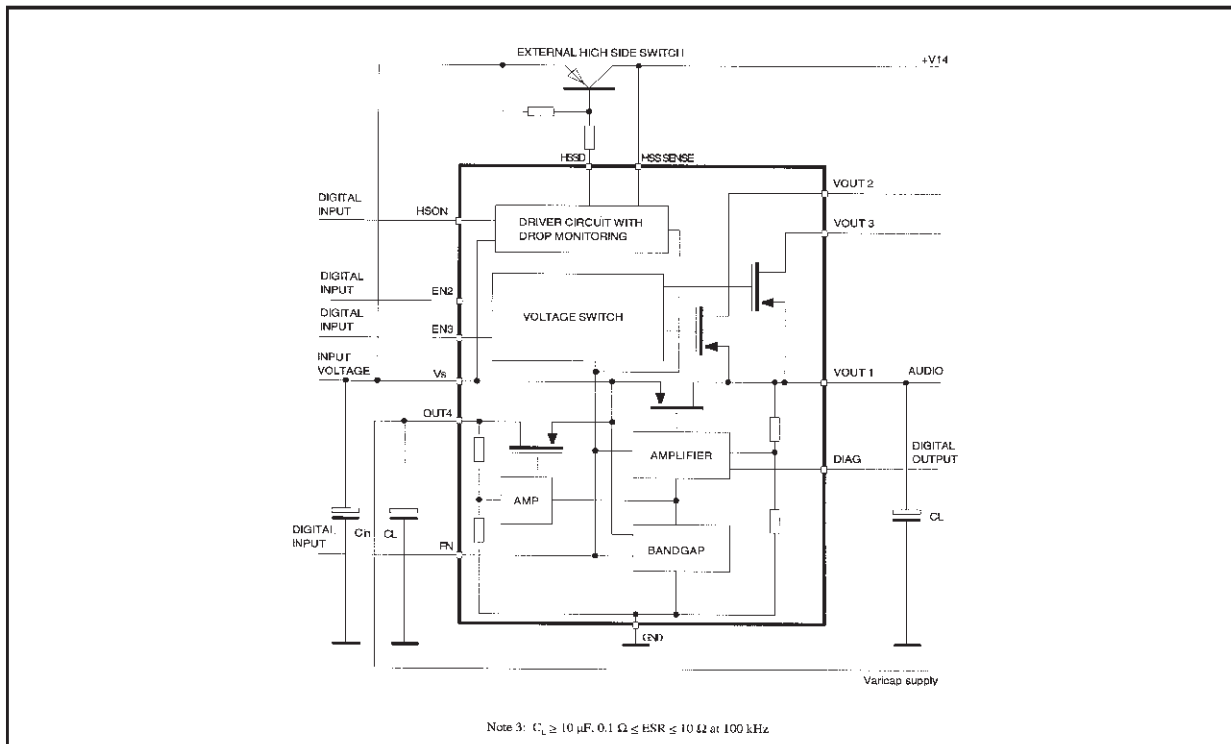 EXTERNAL HIGH SIDE SWITCH
+V14
HSSD
HSS SENSE
VOUT 2
DIGITAL
INPUT
HSON
DRIVER CIRCUIT WITH
DROP MONITORING
VOUT 3
DIGITAL
INPUT
EN2
VOLTAGE SWITCH
DIGITAL
INPUT
EN3
INPUT
VOLTAGE
Vs
VOUT 1
AUDIO
OUT4
AMPLIFIER
DIGITAL
OUTPUT
DIAG
AMP
Cin
CL
CL
DIGITAL
INPUT
EN
BANDGAP
GND
Varicap supply
Note 3: CL ≥ 10 µF, 0.1 Ω ≤ ESR ≤ 10 Ω at 100 kHz